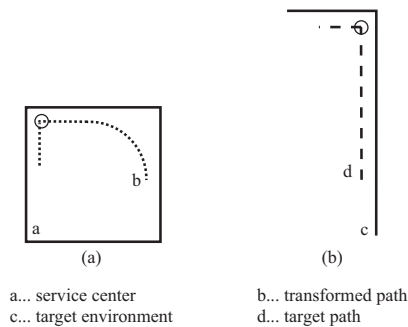 b
d
a
c
(a)
(b)
a... service center
b... transformed path
c... target environment
d... target path